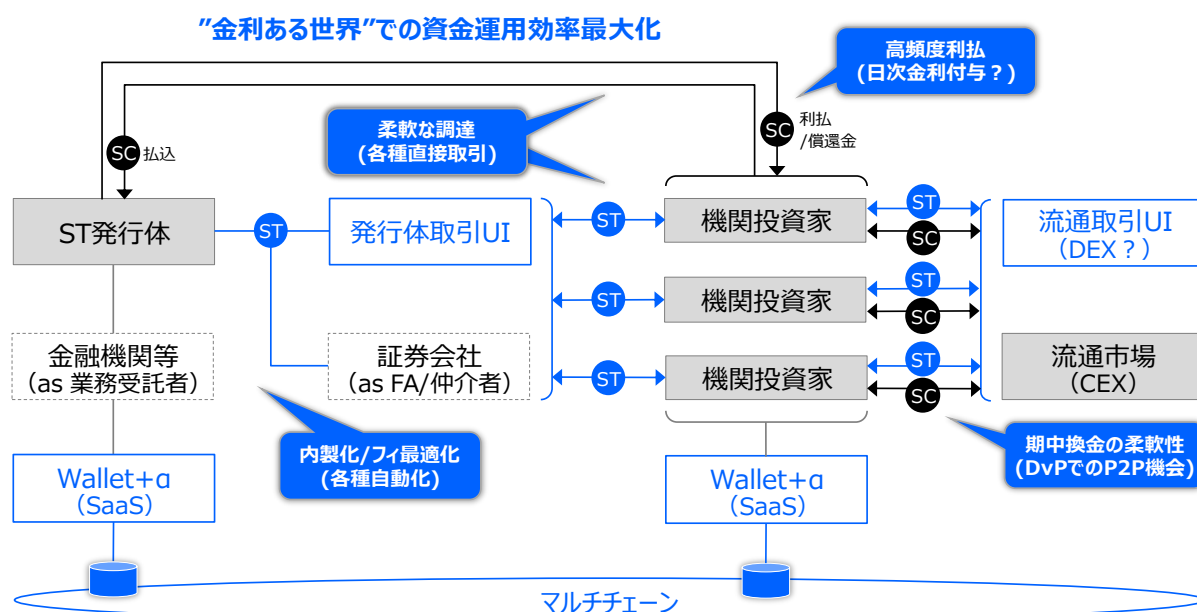 ”金利ある世界”での資金運用効率最大化
高頻度利払
(日次金利付与？)
柔軟な調達
(各種直接取引)
SC 払込
SC
利払
/償還金
ST発行体
ST
発行体取引UI
ST
機関投資家
ST
SC
流通取引UI
（DEX？）
ST
機関投資家
ST
SC
金融機関等
（as 業務受託者）
証券会社
（as FA/仲介者）
ST
機関投資家
ST
SC
流通市場
（CEX）
内製化/フィ最適化
(各種自動化)
期中換金の柔軟性
(DvPでのP2P機会)
Wallet+α
（SaaS）
Wallet+α
（SaaS）
マルチチェーン